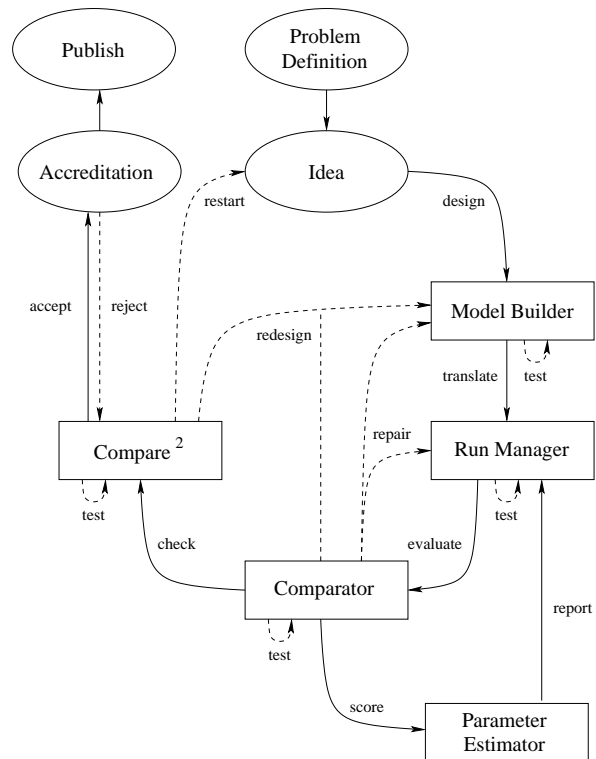 Publish
Problem
Definition
Accreditation
Idea
restart
design
accept
reject
redesign
Model Builder
test
translate
Compare 2
repair
Run Manager
test
test
check
evaluate
Comparator
test
report
score
Parameter
Estimator